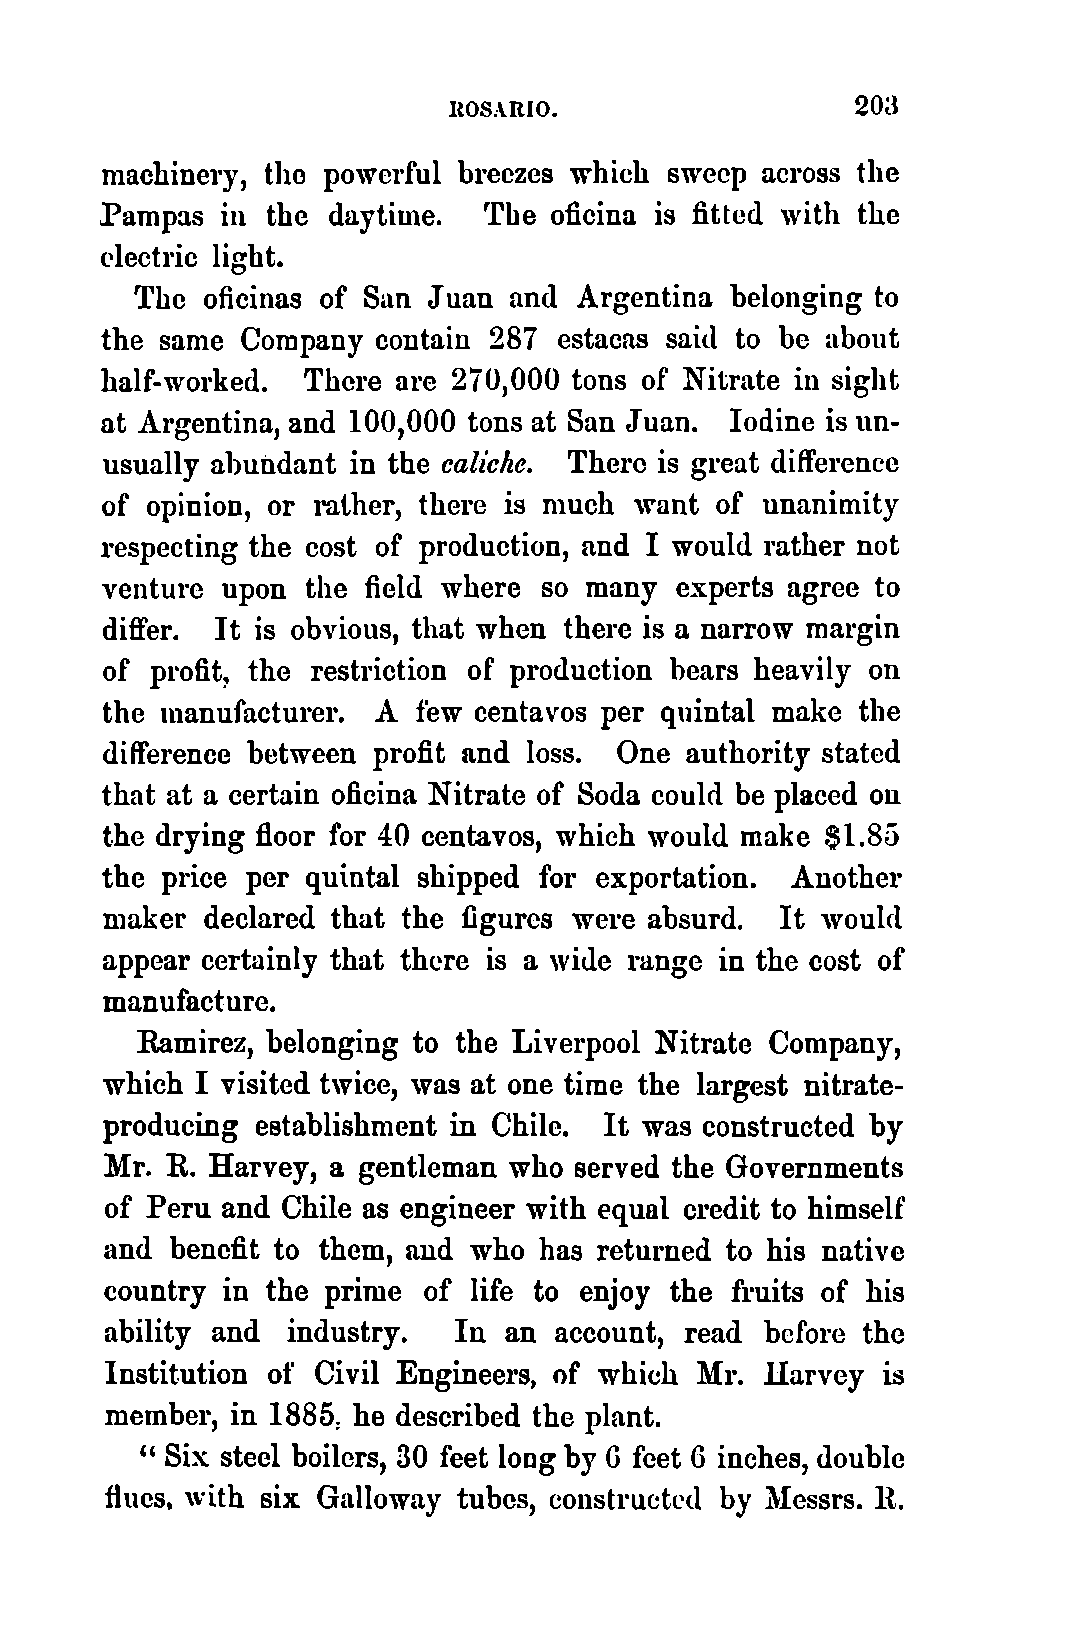 ROSARIO. 203
machinery, the powerful breezes which sweep across the
Pampas in the daytime. The oficina is fitted with the
electric light.
The oficinas of San Juan and Argentina belonging to
the same Company contain 287 estacas said to be about
half-worked. There are 270,000 tons of Nitrate in sight
at Argentina, and 100,000 tons at San Juan. Iodine is un-
usually abundant in the caliche. There is great difference
of opinion, or rather, there is much want of unanimity
respecting the cost of production, and I would rather not
venture upon the field where so many experts agree to
differ. It is obvious, that when there is a narrow margin
of profit, the restriction of production bears heavily on
the manufacturer. A few centavos per quintal make the
difference between profit and loss. One authority stated
that at a certain oficina Nitrate of Soda could be placed on
the drying floor for 40 centavos, which would make $1.85
the price per quintal shipped for exportation. Another
maker declared that the figures were absurd. It would
appear certainly that there is a wide range in the cost of
manufacture.
Ramirez, belonging to the Liverpool Nitrate Company,
which I visited twice, was at one time the largest nitrate-
producing establishment in Chile. It was constructed by
Mr. R. Harvey, a gentleman who served the Governments
of Peru and Chile as engineer with equal credit to himself
and benefit to them, and who has returned to his native
country in the prime of life to enjoy the fruits of his
ability and industry. In an account, read before the
Institution of Civil Engineers, of which Mr. Harvey is
member, in 1885, he described the plant.
“ Six steel boilers, 30 feet long by 6 feet 6 inches, double
flues, with six Galloway tubes, constructed by Messrs. R.